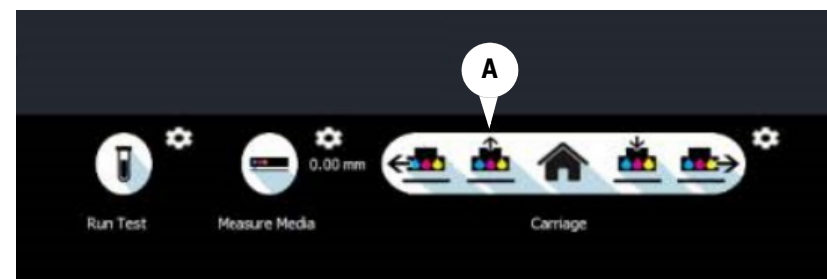 A
0.00 mm
Run Test
Measure Media
Carriage